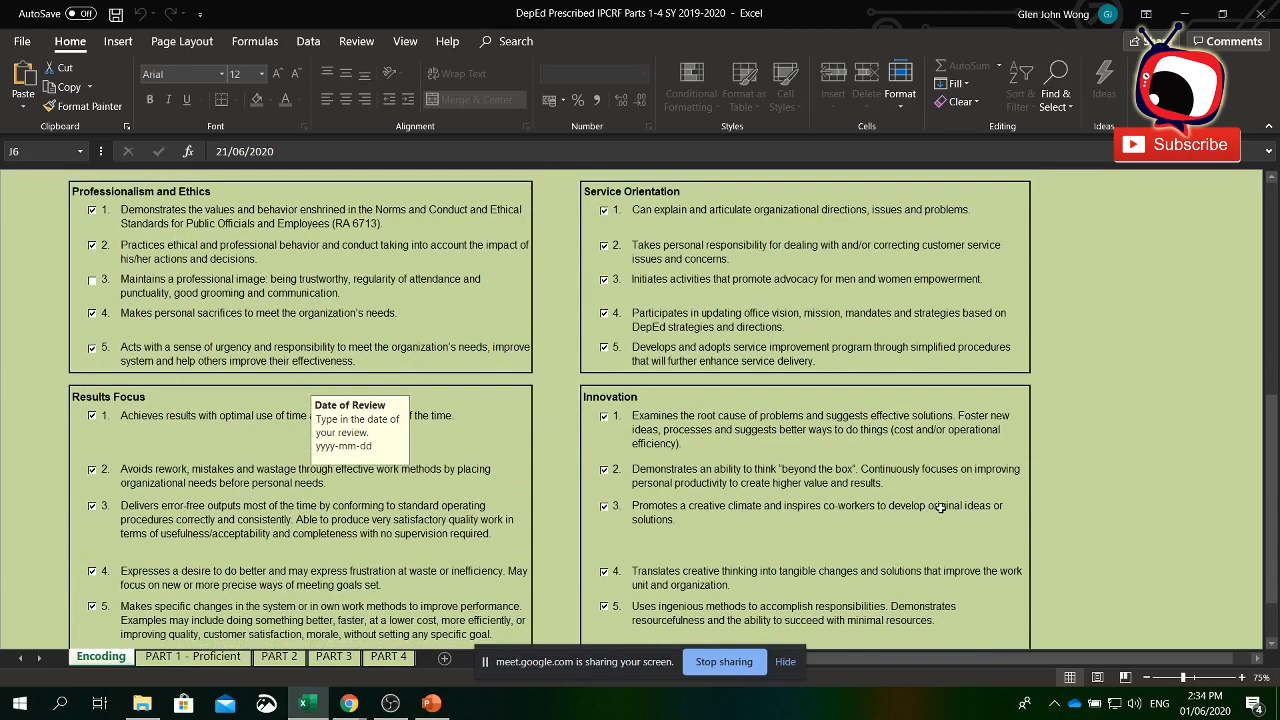 AutoSave Off
DepEd Prescribed IPCRF Parts 1-4 SY 2019-2020 - Excel
Glen John Wong
GJ
File Home Insert Page Layout Formulas Data Review View Help Search
Comments
Paste
Cut
Copy
Format Painter
Clipboard
Arial 12
B I U
Font
Wrap Text
Merge & Center
Alignment
Number
Conditional Formatting
Format as Table
Cell Styles
Styles
Insert Delete Format
Cells
AutoSum
Fill
Clear
Sort & Filter
Find & Select
Editing
Ideas
Ideas
Subscribe
J6
fx
21/06/2020
Professionalism and Ethics
1. Demonstrates the values and behavior enshrined in the Norms and Conduct and Ethical
Standards for Public Officials and Employees (RA 6713).
2. Practices ethical and professional behavior and conduct taking into account the impact of
his/her actions and decisions.
3. Maintains a professional image: being trustworthy, regularity of attendance and
punctuality, good grooming and communication.
4. Makes personal sacrifices to meet the organization's needs.
5. Acts with a sense of urgency and responsibility to meet the organization's needs, improve
system and help others improve their effectiveness.
Service Orientation
1. Can explain and articulate organizational directions, issues and problems.
2. Takes personal responsibility for dealing with and/or correcting customer service
issues and concerns.
3. Initiates activities that promote advocacy for men and women empowerment.
4. Participates in updating office vision, mission, mandates and strategies based on
DepEd strategies and directions.
5. Develops and adopts service improvement program through simplified procedures
that will further enhance service delivery.
Results Focus
1. Achieves results with optimal use of time of the time.
Date of Review
Type in the date of
your review.
yyyy-mm-dd
2. Avoids rework, mistakes and wastage through effective work methods by placing
organizational needs before personal needs.
3. Delivers error-free outputs most of the time by conforming to standard operating
procedures correctly and consistently. Able to produce very satisfactory quality work in
terms of usefulness/acceptability and completeness with no supervision required.
4. Expresses a desire to do better and may express frustration at waste or inefficiency. May
focus on new or more precise ways of meeting goals set.
5. Makes specific changes in the system or in own work methods to improve performance.
Examples may include doing something better, faster, at a lower cost, more efficiently, or
improving quality, customer satisfaction, morale, without setting any specific goal.
Innovation
1. Examines the root cause of problems and suggests effective solutions. Foster new
ideas, processes and suggests better ways to do things (cost and/or operational
efficiency).
2. Demonstrates an ability to think "beyond the box". Continuously focuses on improving
personal productivity to create higher value and results.
3. Promotes a creative climate and inspires co-workers to develop original ideas or
solutions.
4. Translates creative thinking into tangible changes and solutions that improve the work
unit and organization.
5. Uses ingenious methods to accomplish responsibilities. Demonstrates
resourcefulness and the ability to succeed with minimal resources.
Encoding PART 1 - Proficient PART 2 PART 3 PART 4
meet.google.com is sharing your screen. Stop sharing Hide
75%
2:34 PM
01/06/2020
4